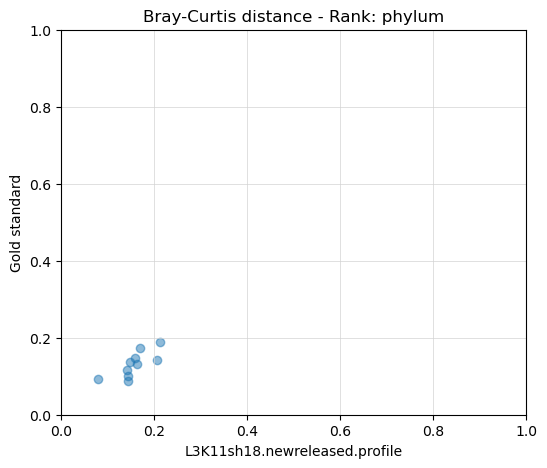 Bray-Curtis distance - Rank: phylum
Gold standard
1.0
0.8
0.6
0.4
0.2
0.0
0.0 0.2 0.4 0.6 0.8 1.0
L3K11sh18.newreleased.profile